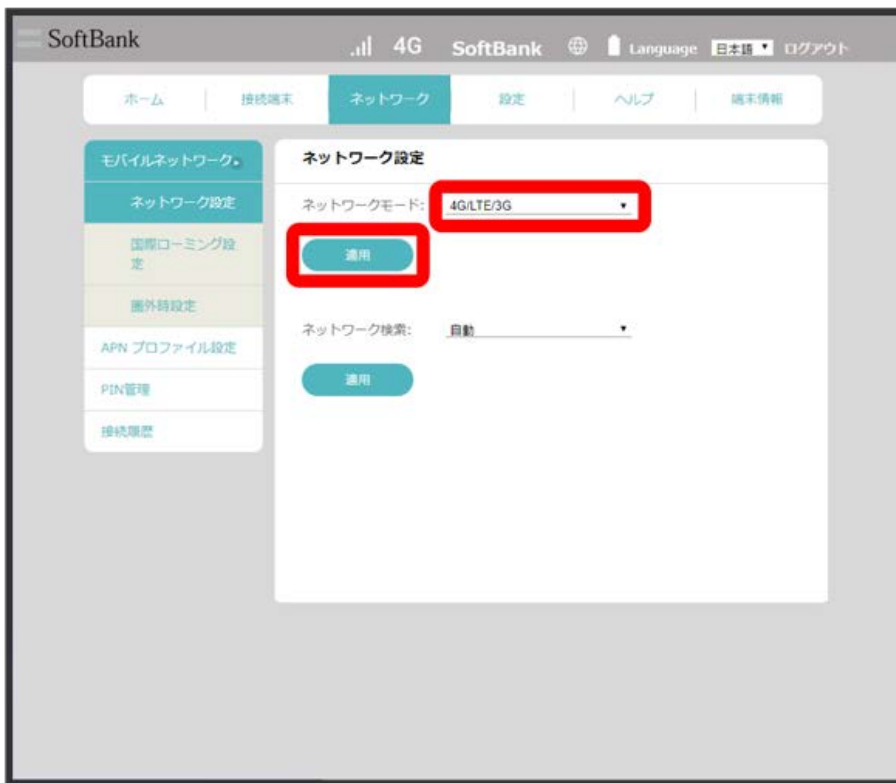 SoftBank
4G SoftBank Language 日本語 ログアウト
ホーム 接続端末 ネットワーク 設定 ヘルプ 端末情報
モバイルネットワーク
ネットワーク設定
国際ローミング設
定
圏外時設定
APN プロファイル設定
PIN管理
接続履歴
ネットワーク設定
ネットワークモード: 4G/LTE/3G
適用
ネットワーク検索: 自動
適用